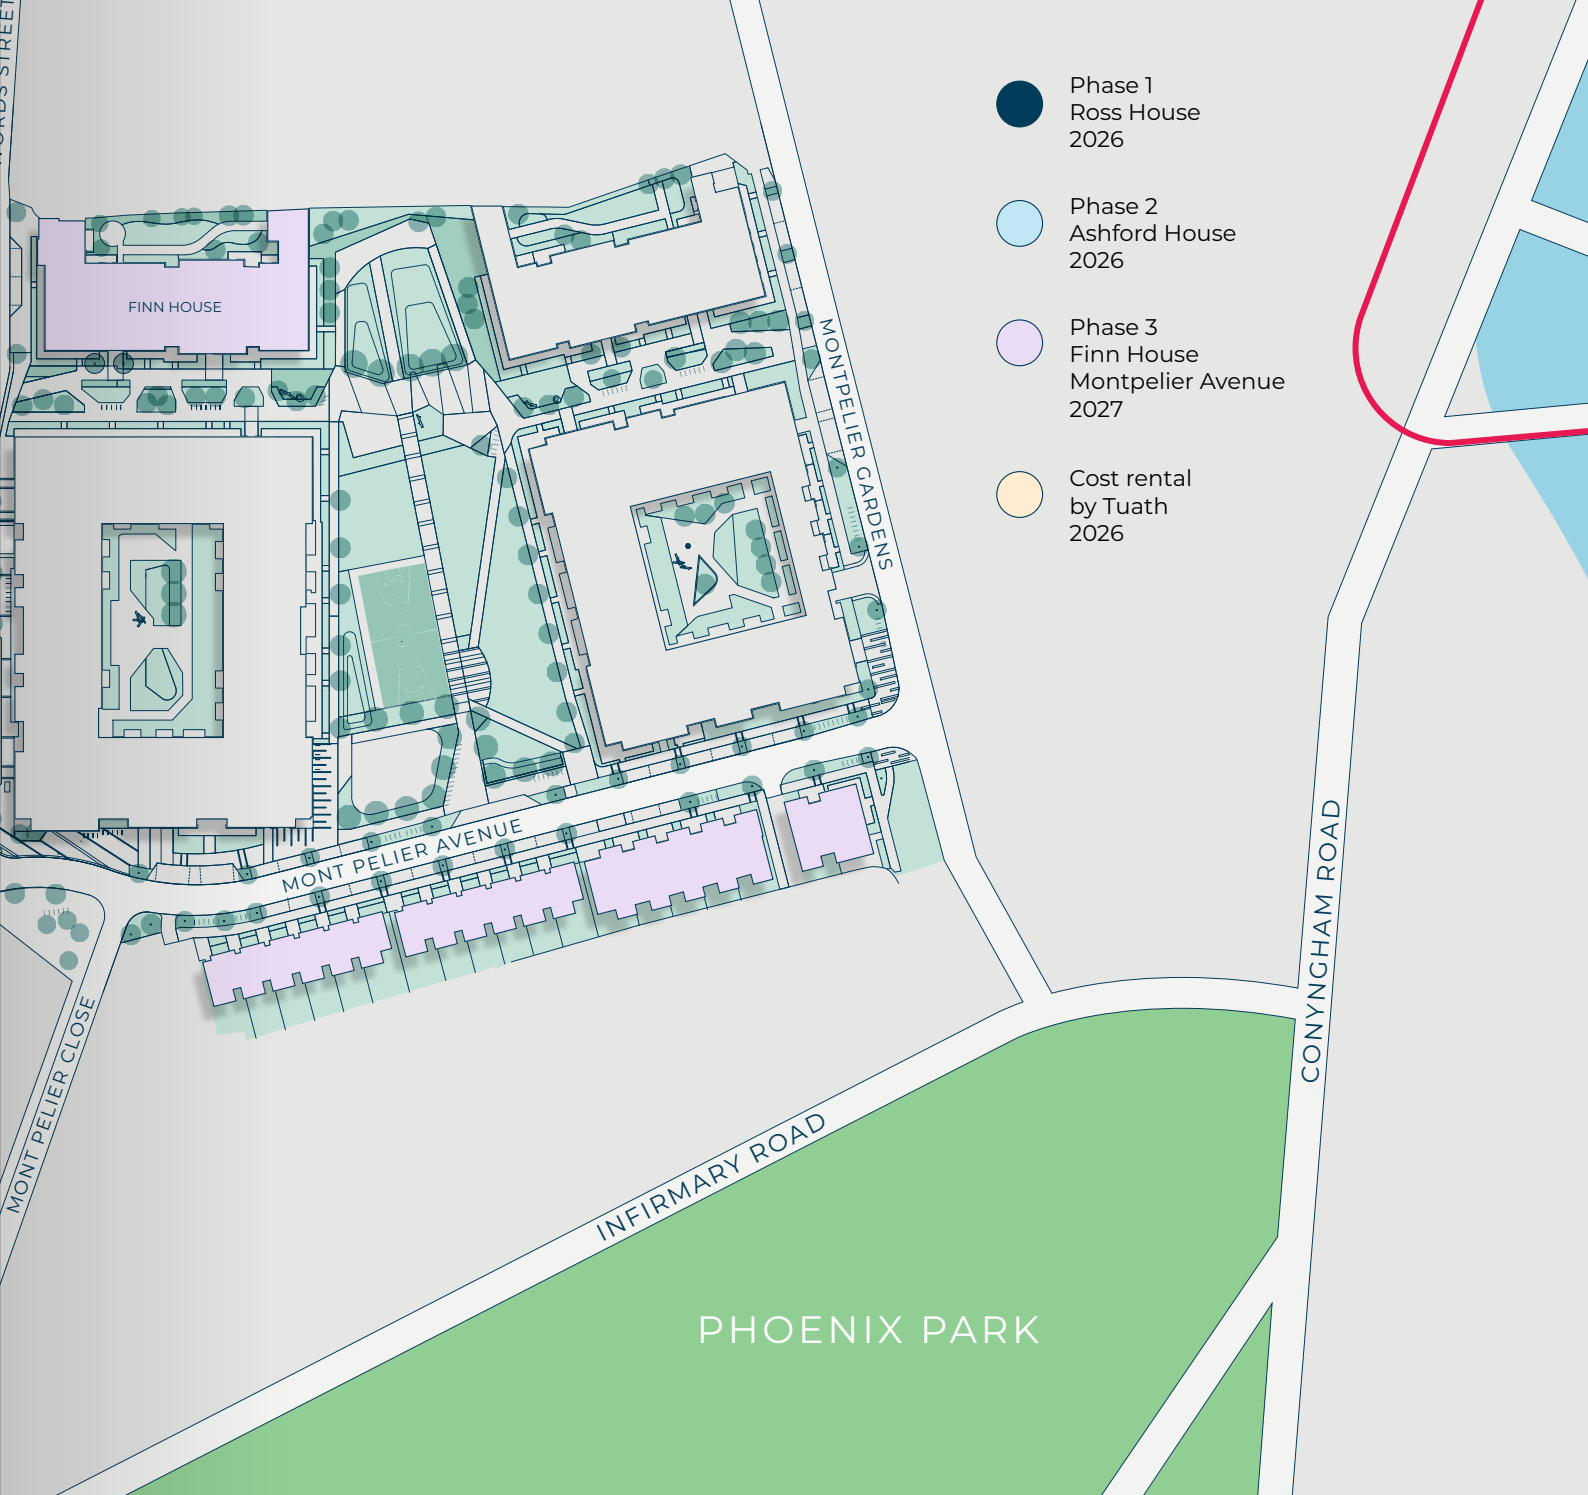 Phase 1
Ross House
2026
Phase 2
Ashford House
2026
Phase 3
Finn House
Montpelier Avenue
2027
Cost rental
by Tuath
2026
FINN HOUSE
MONTPELIER GARDENS
MONT PELIER AVENUE
MONT PELIER CLOSE
CONYNGHAM ROAD
INFIRMARY ROAD
PHOENIX PARK